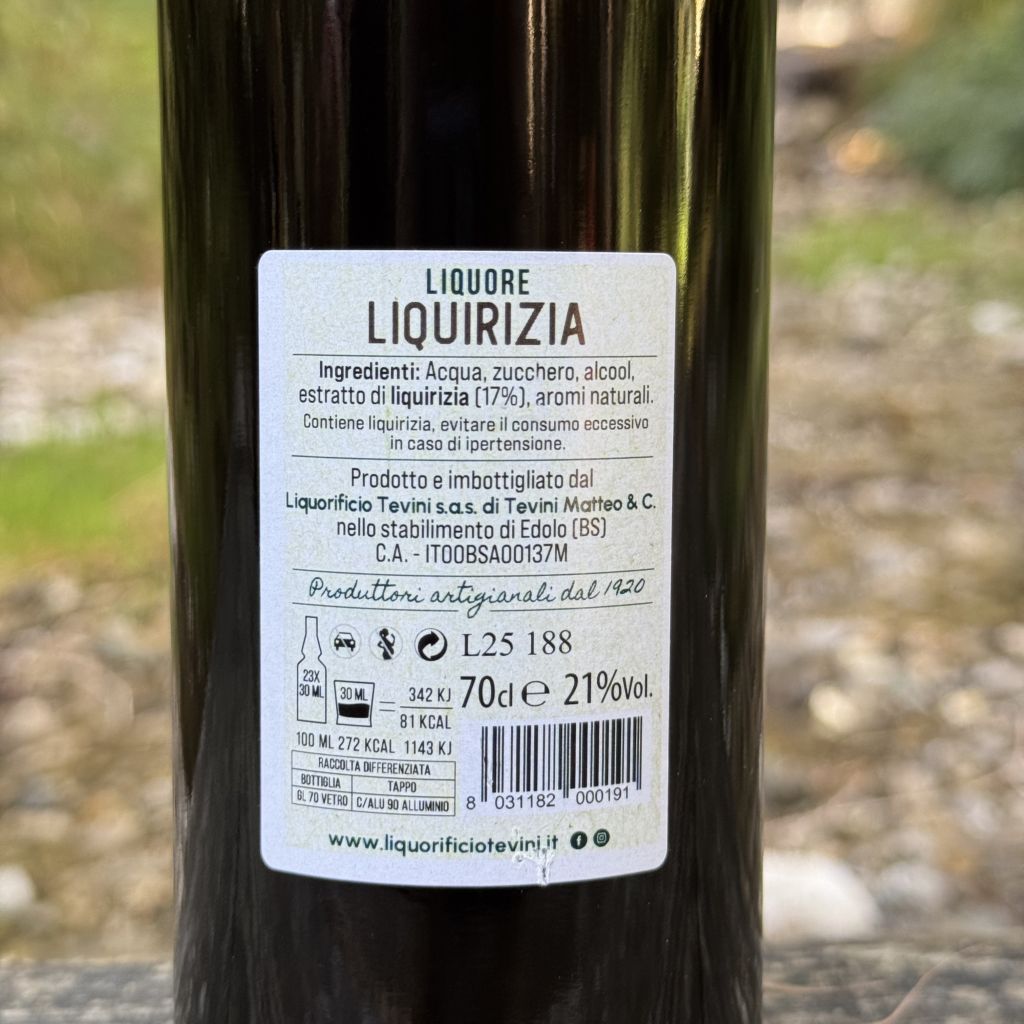 LIQUORE
LIQUIRIZIA
Ingredienti: Acqua, zucchero, alcool,
estratto di liquirizia (17%), aromi naturali.
Contiene liquirizia, evitare il consumo eccessivo
in caso di ipertensione.
Prodotto e imbottigliato dal
Liquorificio Tevini s.a.s. di Tevini Matteo & C.
nello stabilimento di Edolo (BS)
C.A. - IT00BSA00137M
Produttori artigianali dal 1920
L25 188
23X
30 ML
30 ML = 342 KJ
81 KCAL
70cl e 21%Vol.
100 ML 272 KCAL 1143 KJ
RACCOLTA DIFFERENZIATA
BOTTIGLIA TAPPO
GL 70 VETRO C/ALU 90 ALLUMINIO
8 031182 000191
www.liquorificiotevini.it